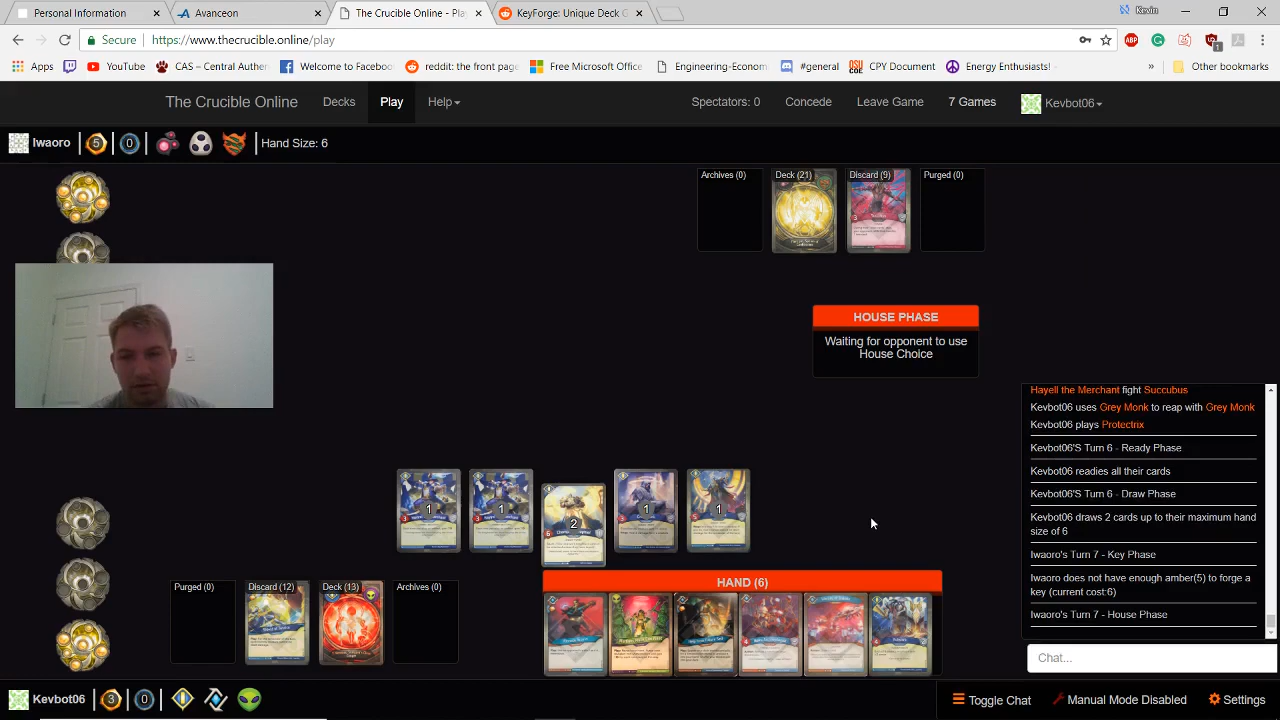 Personal Information
Avanceon
The Crucible Online - Pla
KeyForge: Unique Deck G
Kevin
Secure
https://www.thecrucible.online/play
Apps
YouTube
CAS – Central Auther
Welcome to Facebook
reddit: the front page
Free Microsoft Office
Engineering-Econom
#general
CPY Document
Energy Enthusiasts!
Other bookmarks
The Crucible Online
Decks
Play
Help
Spectators: 0
Concede
Leave Game
7 Games
Kevbot06
Iwaoro
5
0
Hand Size: 6
Archives (0)
Deck (21)
Discard (9)
Purged (0)
HOUSE PHASE
Waiting for opponent to use
House Choice
Hayell the Merchant fight Succubus
Kevbot06 uses Grey Monk to reap with Grey Monk
Kevbot06 plays Protectrix
Kevbot06'S Turn 6 - Ready Phase
Kevbot06 readies all their cards
Kevbot06'S Turn 6 - Draw Phase
Kevbot06 draws 2 cards up to their maximum hand
size of 6
Iwaoro's Turn 7 - Key Phase
Iwaoro does not have enough amber(5) to forge a
key (current cost:6)
Iwaoro's Turn 7 - House Phase
1
1
2
1
1
HAND (6)
Purged (0)
Discard (12)
Deck (13)
Archives (0)
Chat...
Kevbot06
3
0
Toggle Chat
Manual Mode Disabled
Settings